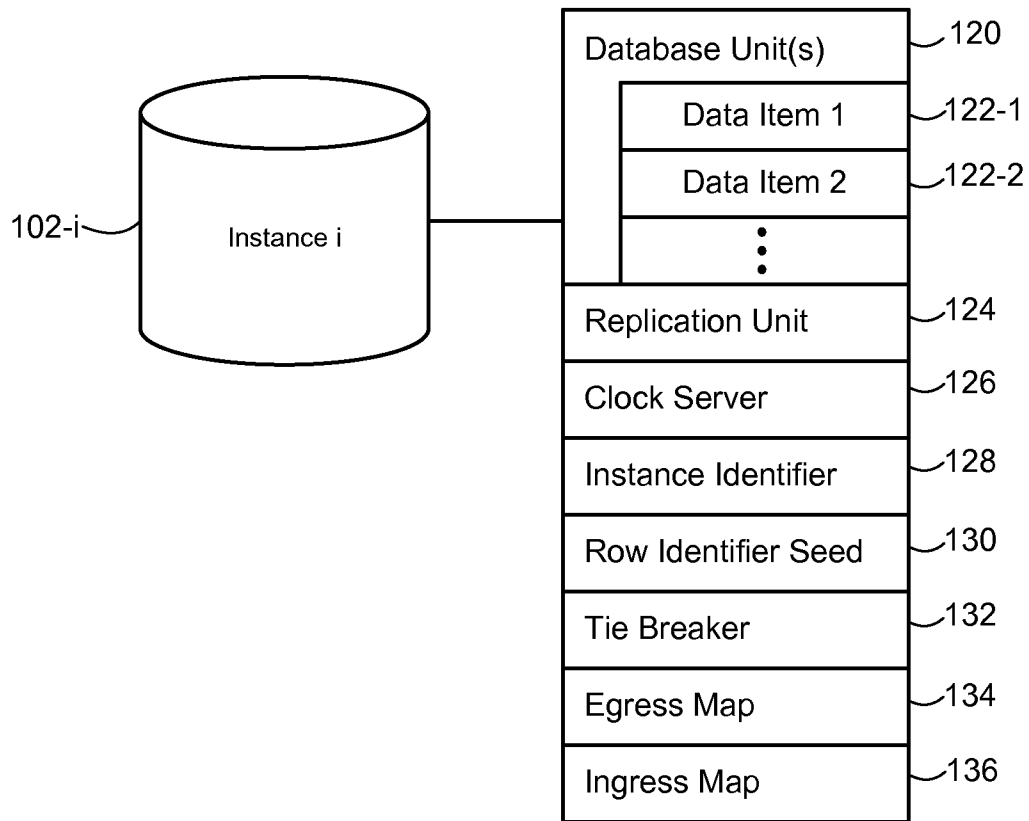 Database Unit(s) 120
Data Item 1 122-1
Data Item 2 122-2
102-i Instance i
Replication Unit 124
Clock Server 126
Instance Identifier 128
Row Identifier Seed 130
Tie Breaker 132
Egress Map 134
Ingress Map 136